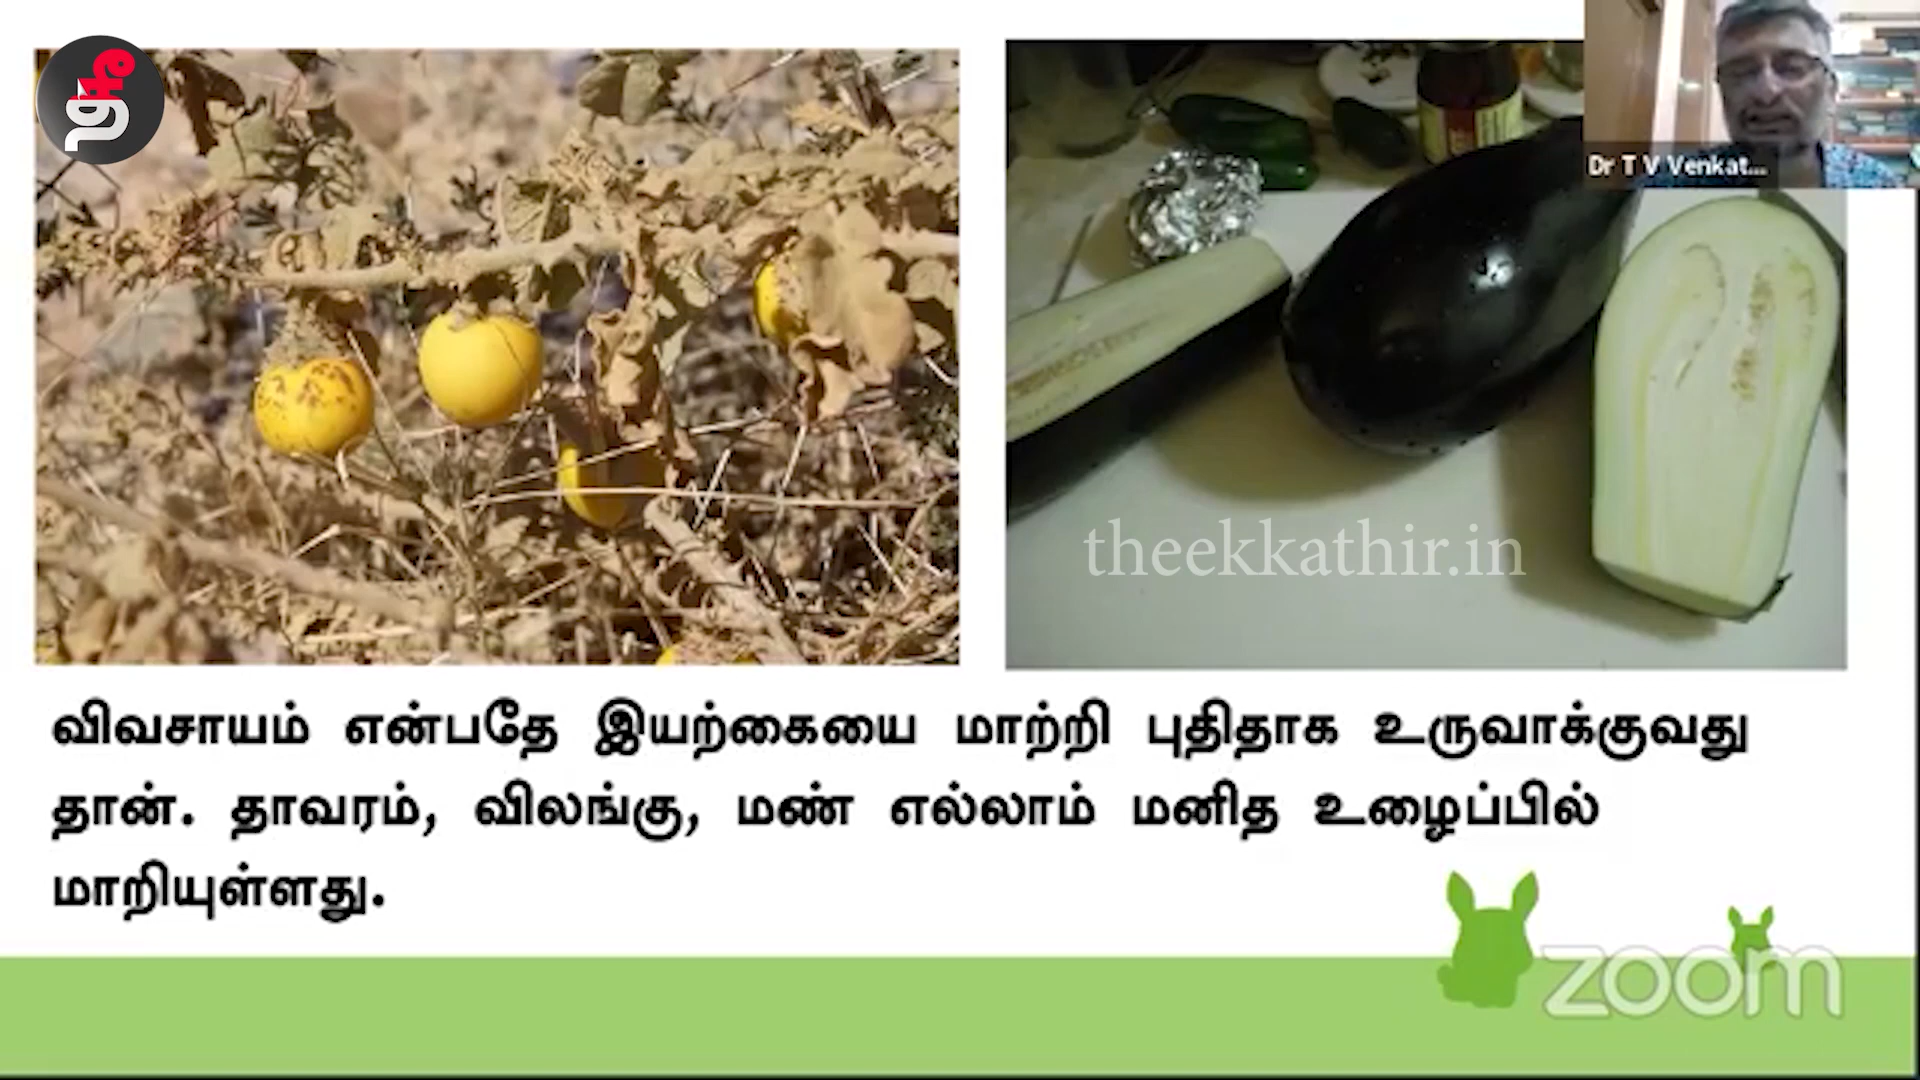 தீ
Dr T V Venkat...
theekkathir.in
விவசாயம் என்பதே இயற்கையை மாற்றி புதிதாக உருவாக்குவது
தான். தாவரம், விலங்கு, மண் எல்லாம் மனித உழைப்பில்
மாறியுள்ளது.
zoom